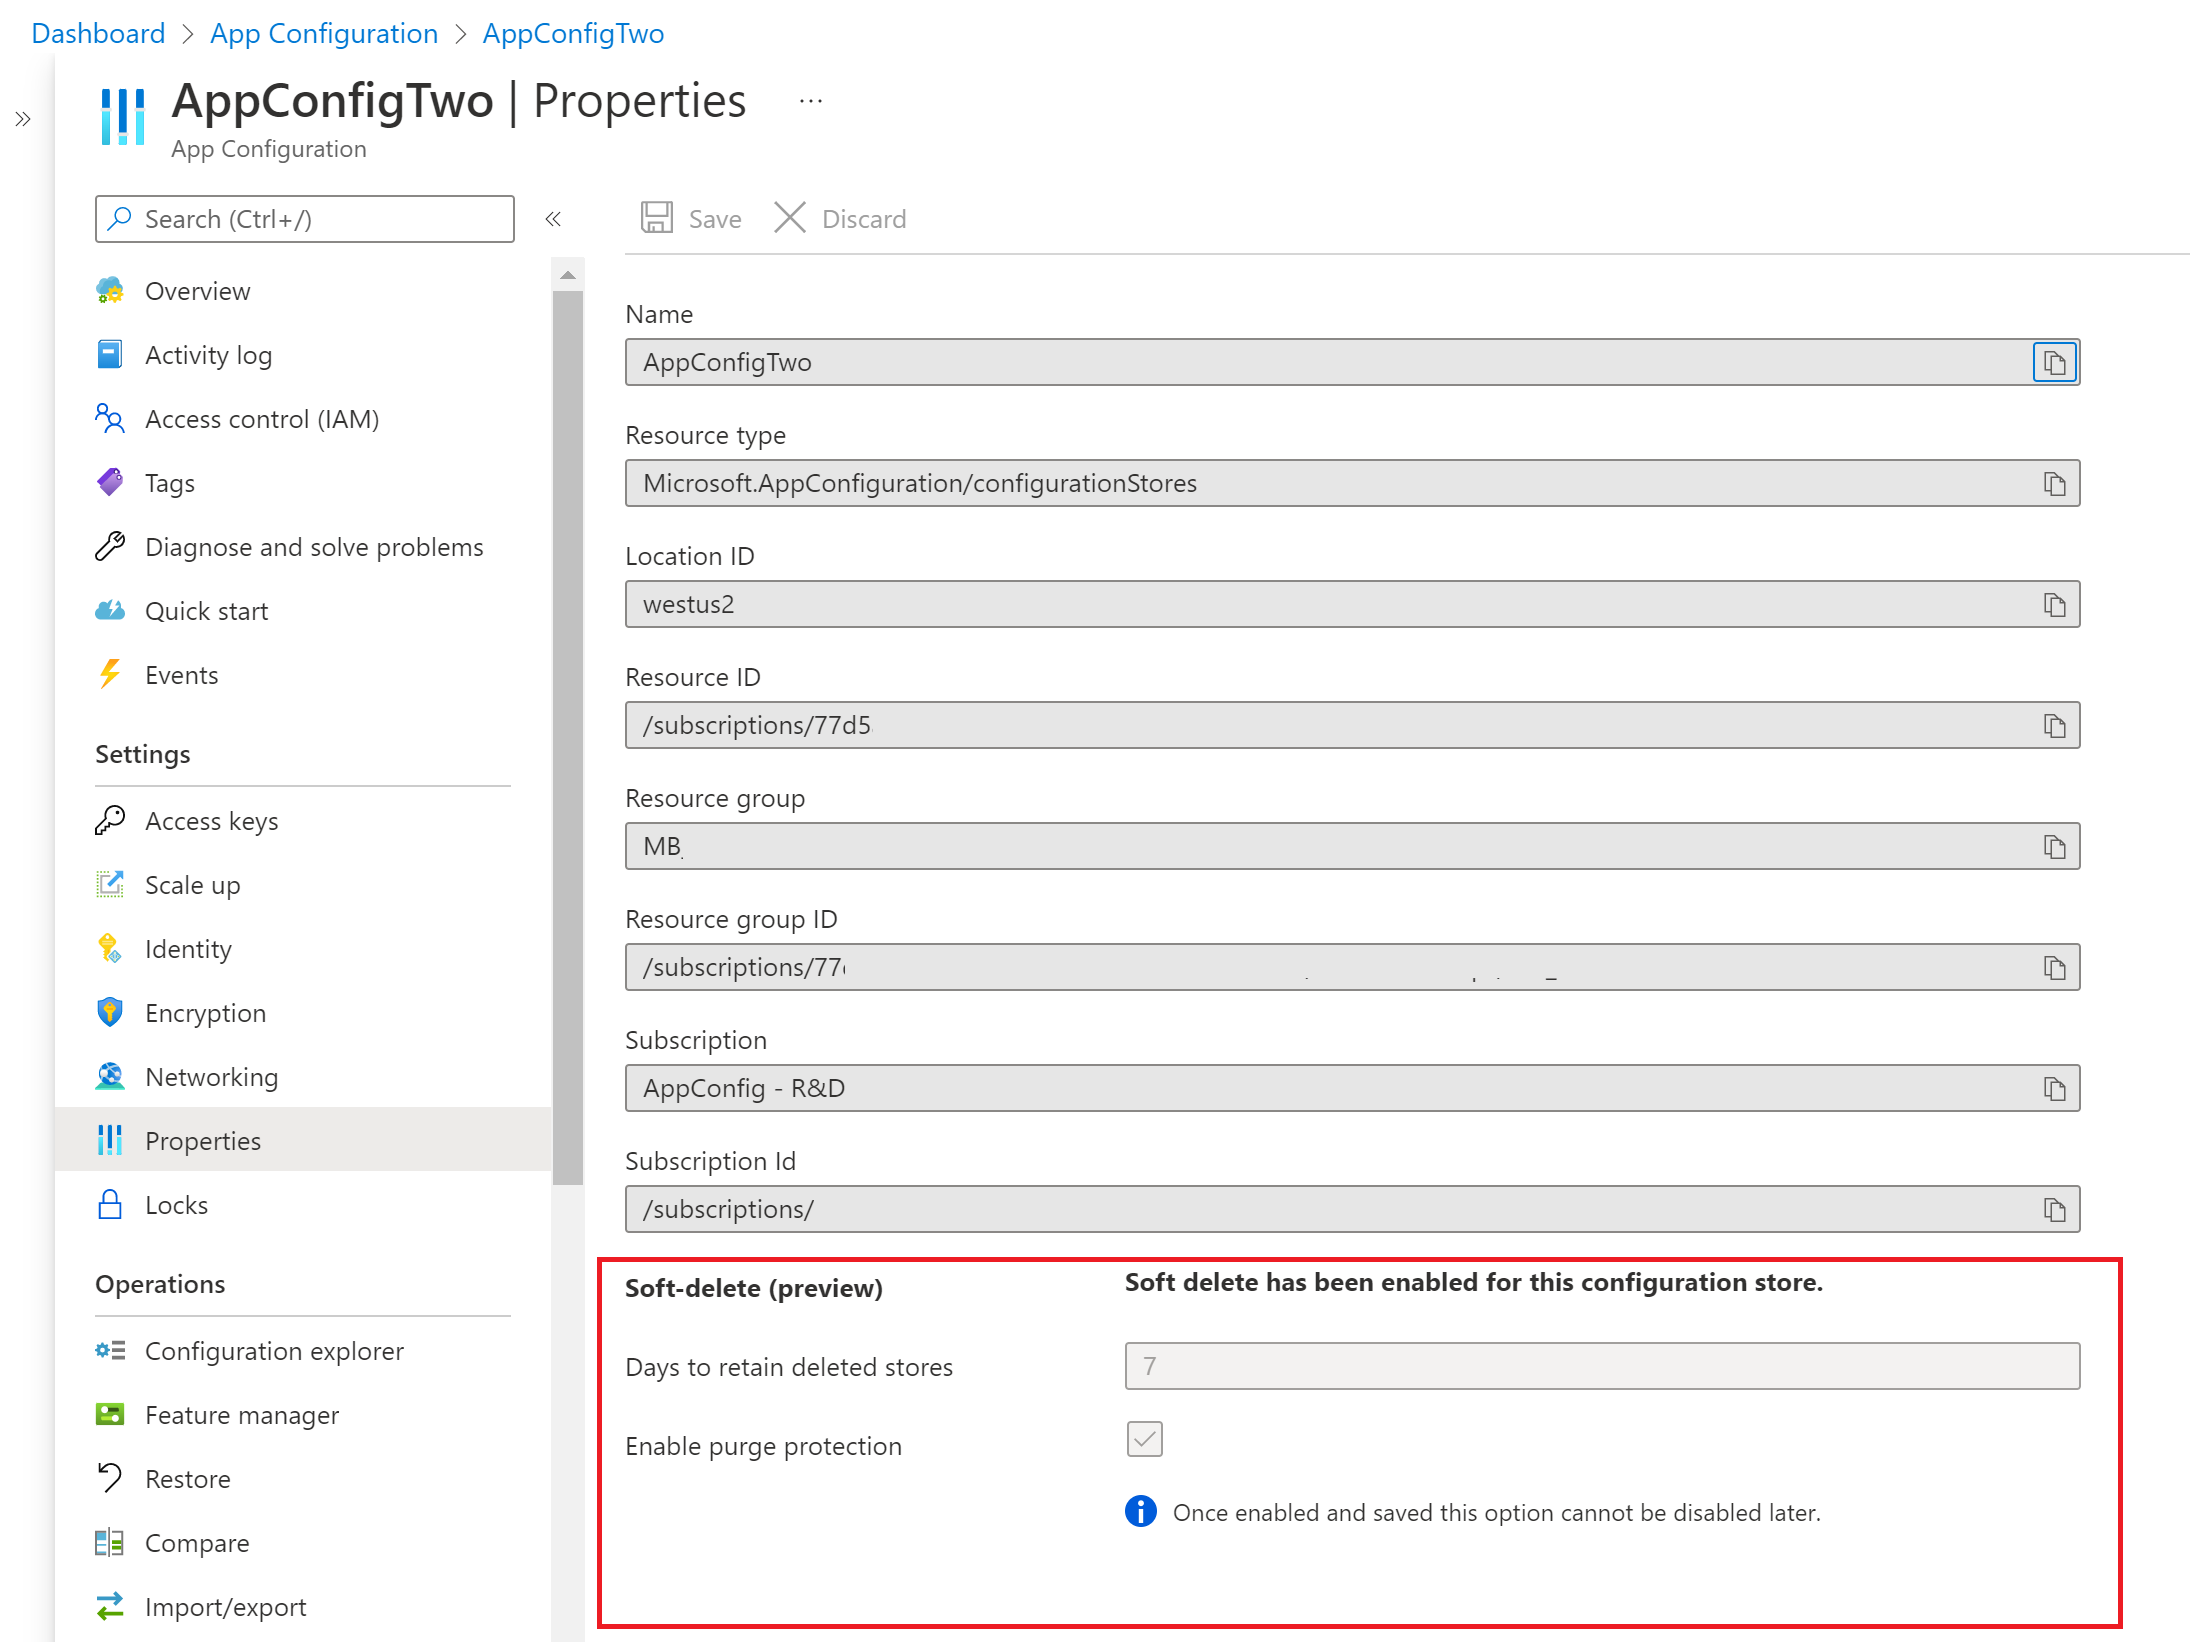 Dashboard > App Configuration > AppConfigTwo
AppConfigTwo | Properties ...
App Configuration
Search (Ctrl+/)
Overview
Activity log
Access control (IAM)
Tags
Diagnose and solve problems
Quick start
Events
Settings
Access keys
Scale up
Identity
Encryption
Networking
Properties
Locks
Operations
Configuration explorer
Feature manager
Restore
Compare
Import/export
Save Discard
Name
AppConfigTwo
Resource type
Microsoft.AppConfiguration/configurationStores
Location ID
westus2
Resource ID
/subscriptions/77d5
Resource group
MB
Resource group ID
/subscriptions/77
Subscription
AppConfig - R&D
Subscription Id
/subscriptions/
Soft-delete (preview) Soft delete has been enabled for this configuration store.
Days to retain deleted stores 7
Enable purge protection
Once enabled and saved this option cannot be disabled later.